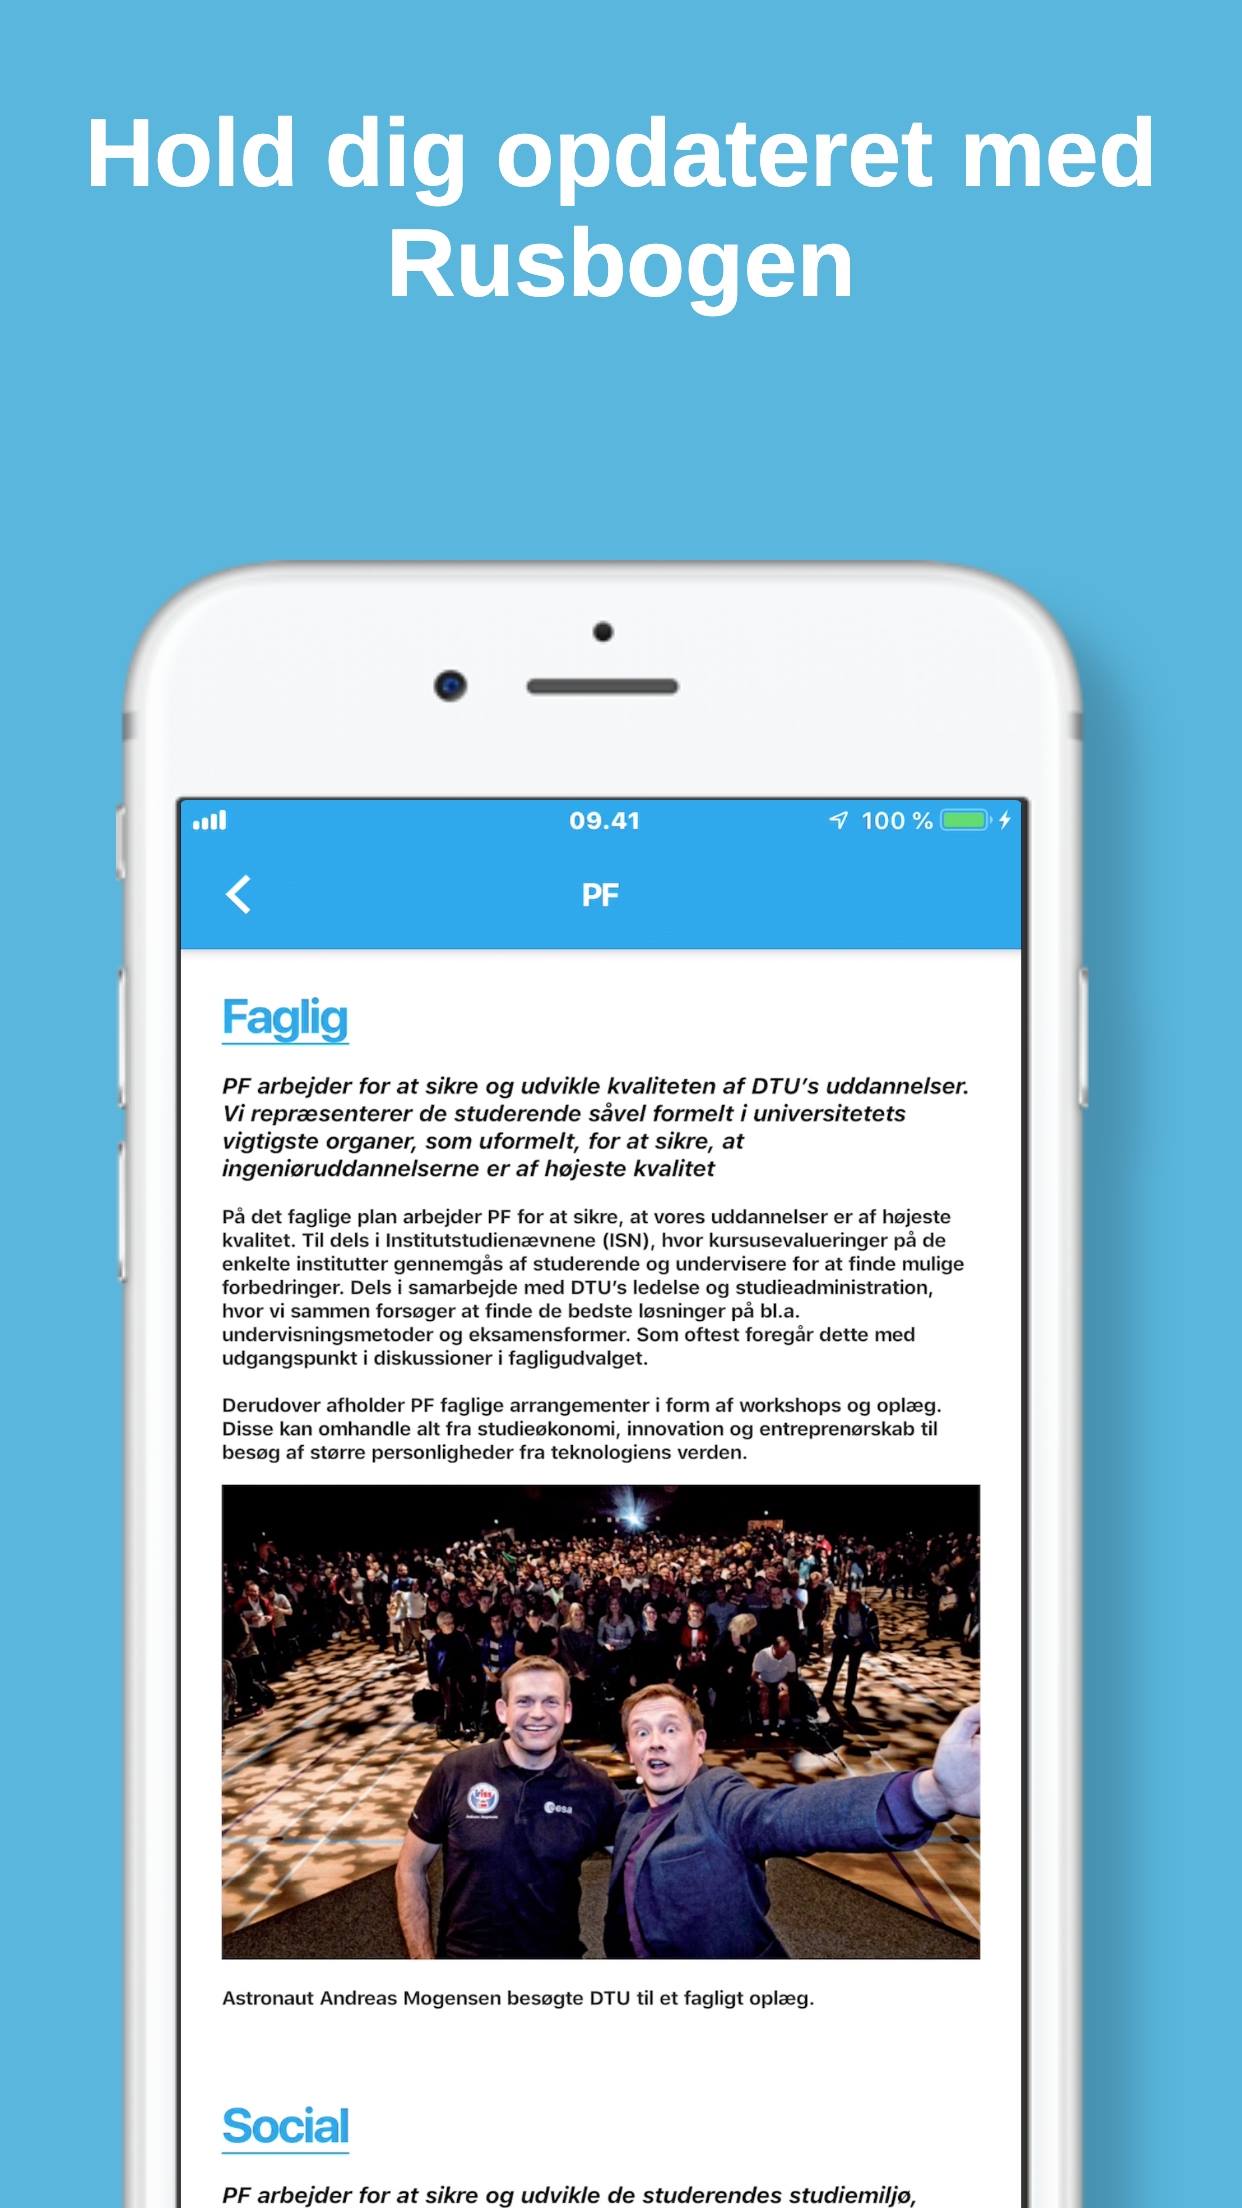 Hold dig opdateret med
Rusbogen
09.41
100 %
PF
Faglig
PF arbejder for at sikre og udvikle kvaliteten af DTU’s uddannelser.
Vi repræsenterer de studerende såvel formelt i universitetets
vigtigste organer, som uformelt, for at sikre, at
ingeniøruddannelserne er af højeste kvalitet
På det faglige plan arbejder PF for at sikre, at vores uddannelser er af højeste
kvalitet. Til dels i Institutstudienævnene (ISN), hvor kursusevalueringer på de
enkelte institutter gennemgås af studerende og undervisere for at finde mulige
forbedringer. Dels i samarbejde med DTU’s ledelse og studieadministration,
hvor vi sammen forsøger at finde de bedste løsninger på bl.a.
undervisningsmetoder og eksamensformer. Som oftest foregår dette med
udgangspunkt i diskussioner i fagligudvalget.
Derudover afholder PF faglige arrangementer i form af workshops og oplæg.
Disse kan omhandle alt fra studieøkonomi, innovation og entreprenørskab til
besøg af større personligheder fra teknologiens verden.
esa
Astronaut Andreas Mogensen besøgte DTU til et fagligt oplæg.
Social
PF arbejder for at sikre og udvikle de studerendes studiemiljø,